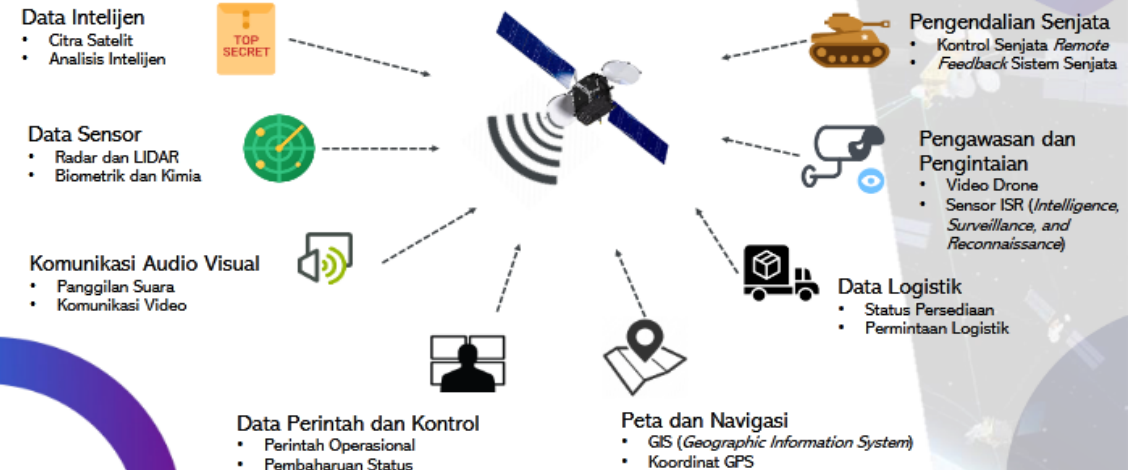 Data Intelijen
• Citra Satelit
• Analisis Intelijen
TOP
SECRET
Data Sensor
• Radar dan LIDAR
• Biometrik dan Kimia
Komunikasi Audio Visual
• Panggilan Suara
• Komunikasi Video
Data Perintah dan Kontrol
• Perintah Operasional
• Pembaharuan Status
Peta dan Navigasi
• GIS (Geographic Information System)
• Koordinat GPS
Data Logistik
• Status Persediaan
• Permintaan Logistik
Pengawasan dan
Pengintaian
• Video Drone
• Sensor ISR (Intelligence,
Surveillance, and
Reconnaissance)
Pengendalian Senjata
• Kontrol Senjata Remote
• Feedback Sistem Senjata